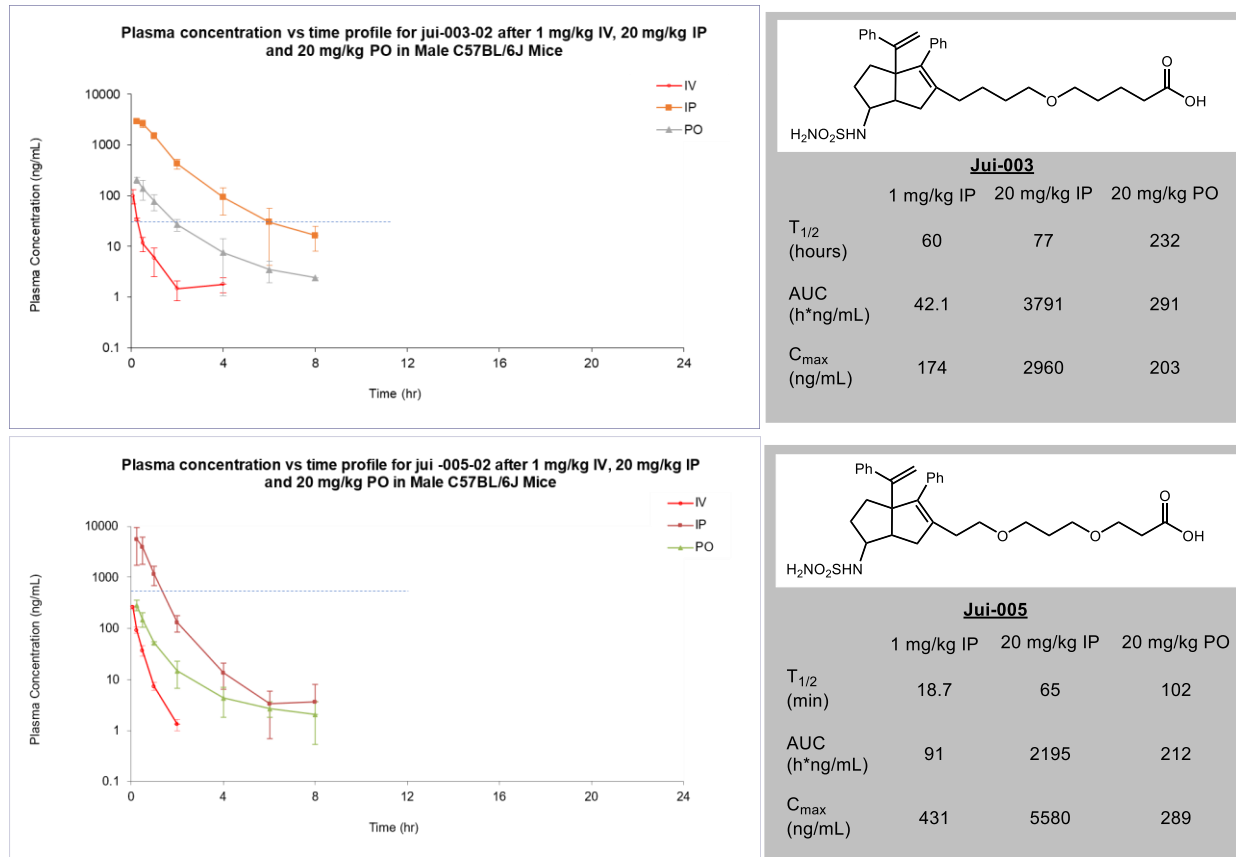 Plasma concentration vs time profile for jui-003-02 after 1 mg/kg IV, 20 mg/kg IP
and 20 mg/kg PO in Male C57BL/6J Mice
IV
IP
PO
10000
1000
100
10
1
0.1
Plasma Concentration (ng/mL)
0 4 8 12 16 20 24
Time (hr)
Ph
Ph
O
O
OH
H2NO2SHN
Jui-003
1 mg/kg IP 20 mg/kg IP 20 mg/kg PO
T1/2
(hours) 60 77 232
AUC
(h*ng/mL) 42.1 3791 291
Cmax
(ng/mL) 174 2960 203
Plasma concentration vs time profile for jui -005-02 after 1 mg/kg IV, 20 mg/kg IP
and 20 mg/kg PO in Male C57BL/6J Mice
IV
IP
PO
10000
1000
100
10
1
0.1
Plasma Concentration (ng/mL)
0 4 8 12 16 20 24
Time (hr)
Ph
Ph
O
O
O
OH
H2NO2SHN
Jui-005
1 mg/kg IP 20 mg/kg IP 20 mg/kg PO
T1/2
(min) 18.7 65 102
AUC
(h*ng/mL) 91 2195 212
Cmax
(ng/mL) 431 5580 289